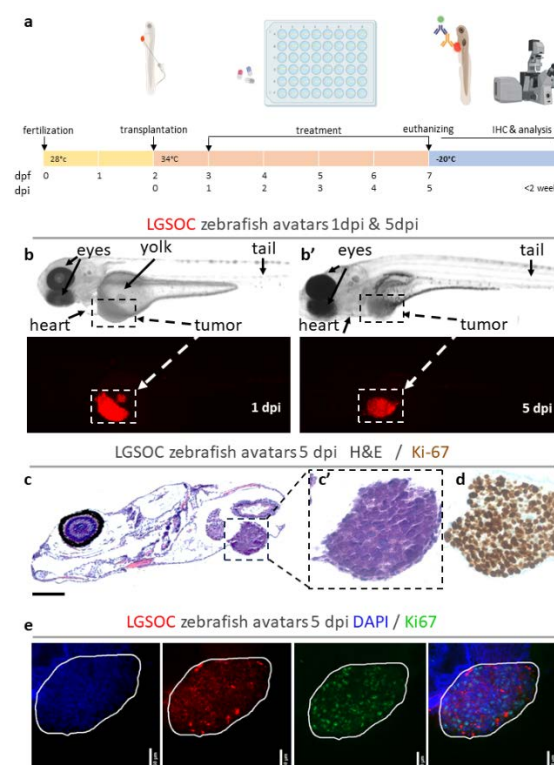 a
fertilization transplantation treatment euthanizing IHC & analysis
28°c 34°C -20°C
dpf 0 1 2 3 4 5 6 7
dpi 0 1 2 3 4 5 <2 week
LGSOC zebrafish avatars 1dpi & 5dpi
b eyes yolk tail b' eyes tail
heart tumor heart tumor
1 dpi 5 dpi
LGSOC zebrafish avatars 5 dpi H&E / Ki-67
c c' d
LGSOC zebrafish avatars 5 dpi DAPI / Ki67
e